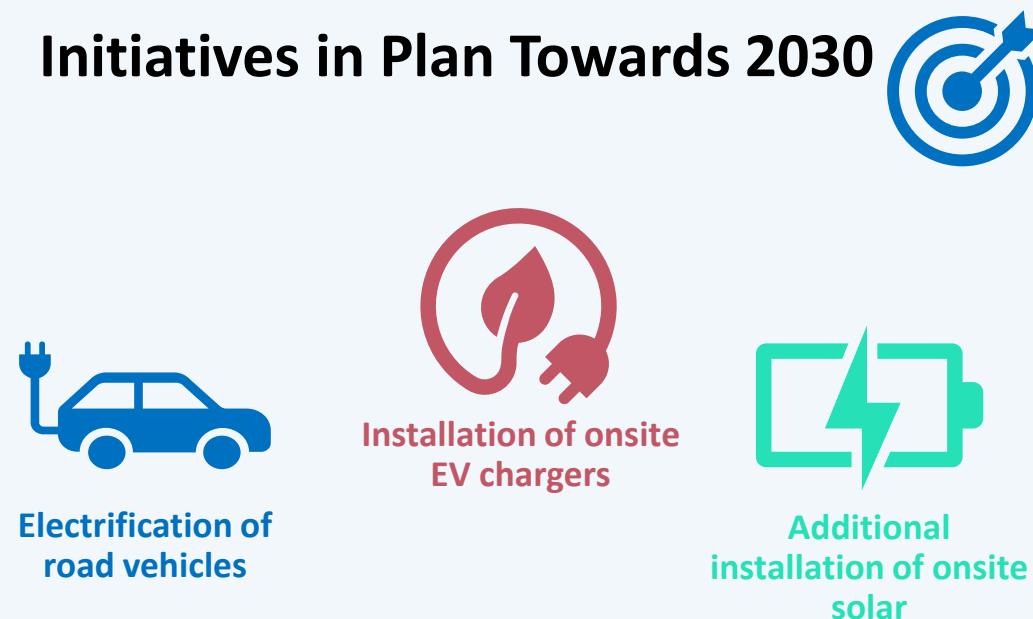 Initiatives in Plan Towards 2030
Installation of onsite
EV chargers
Electrification of
road vehicles
Additional
installation of onsite
solar